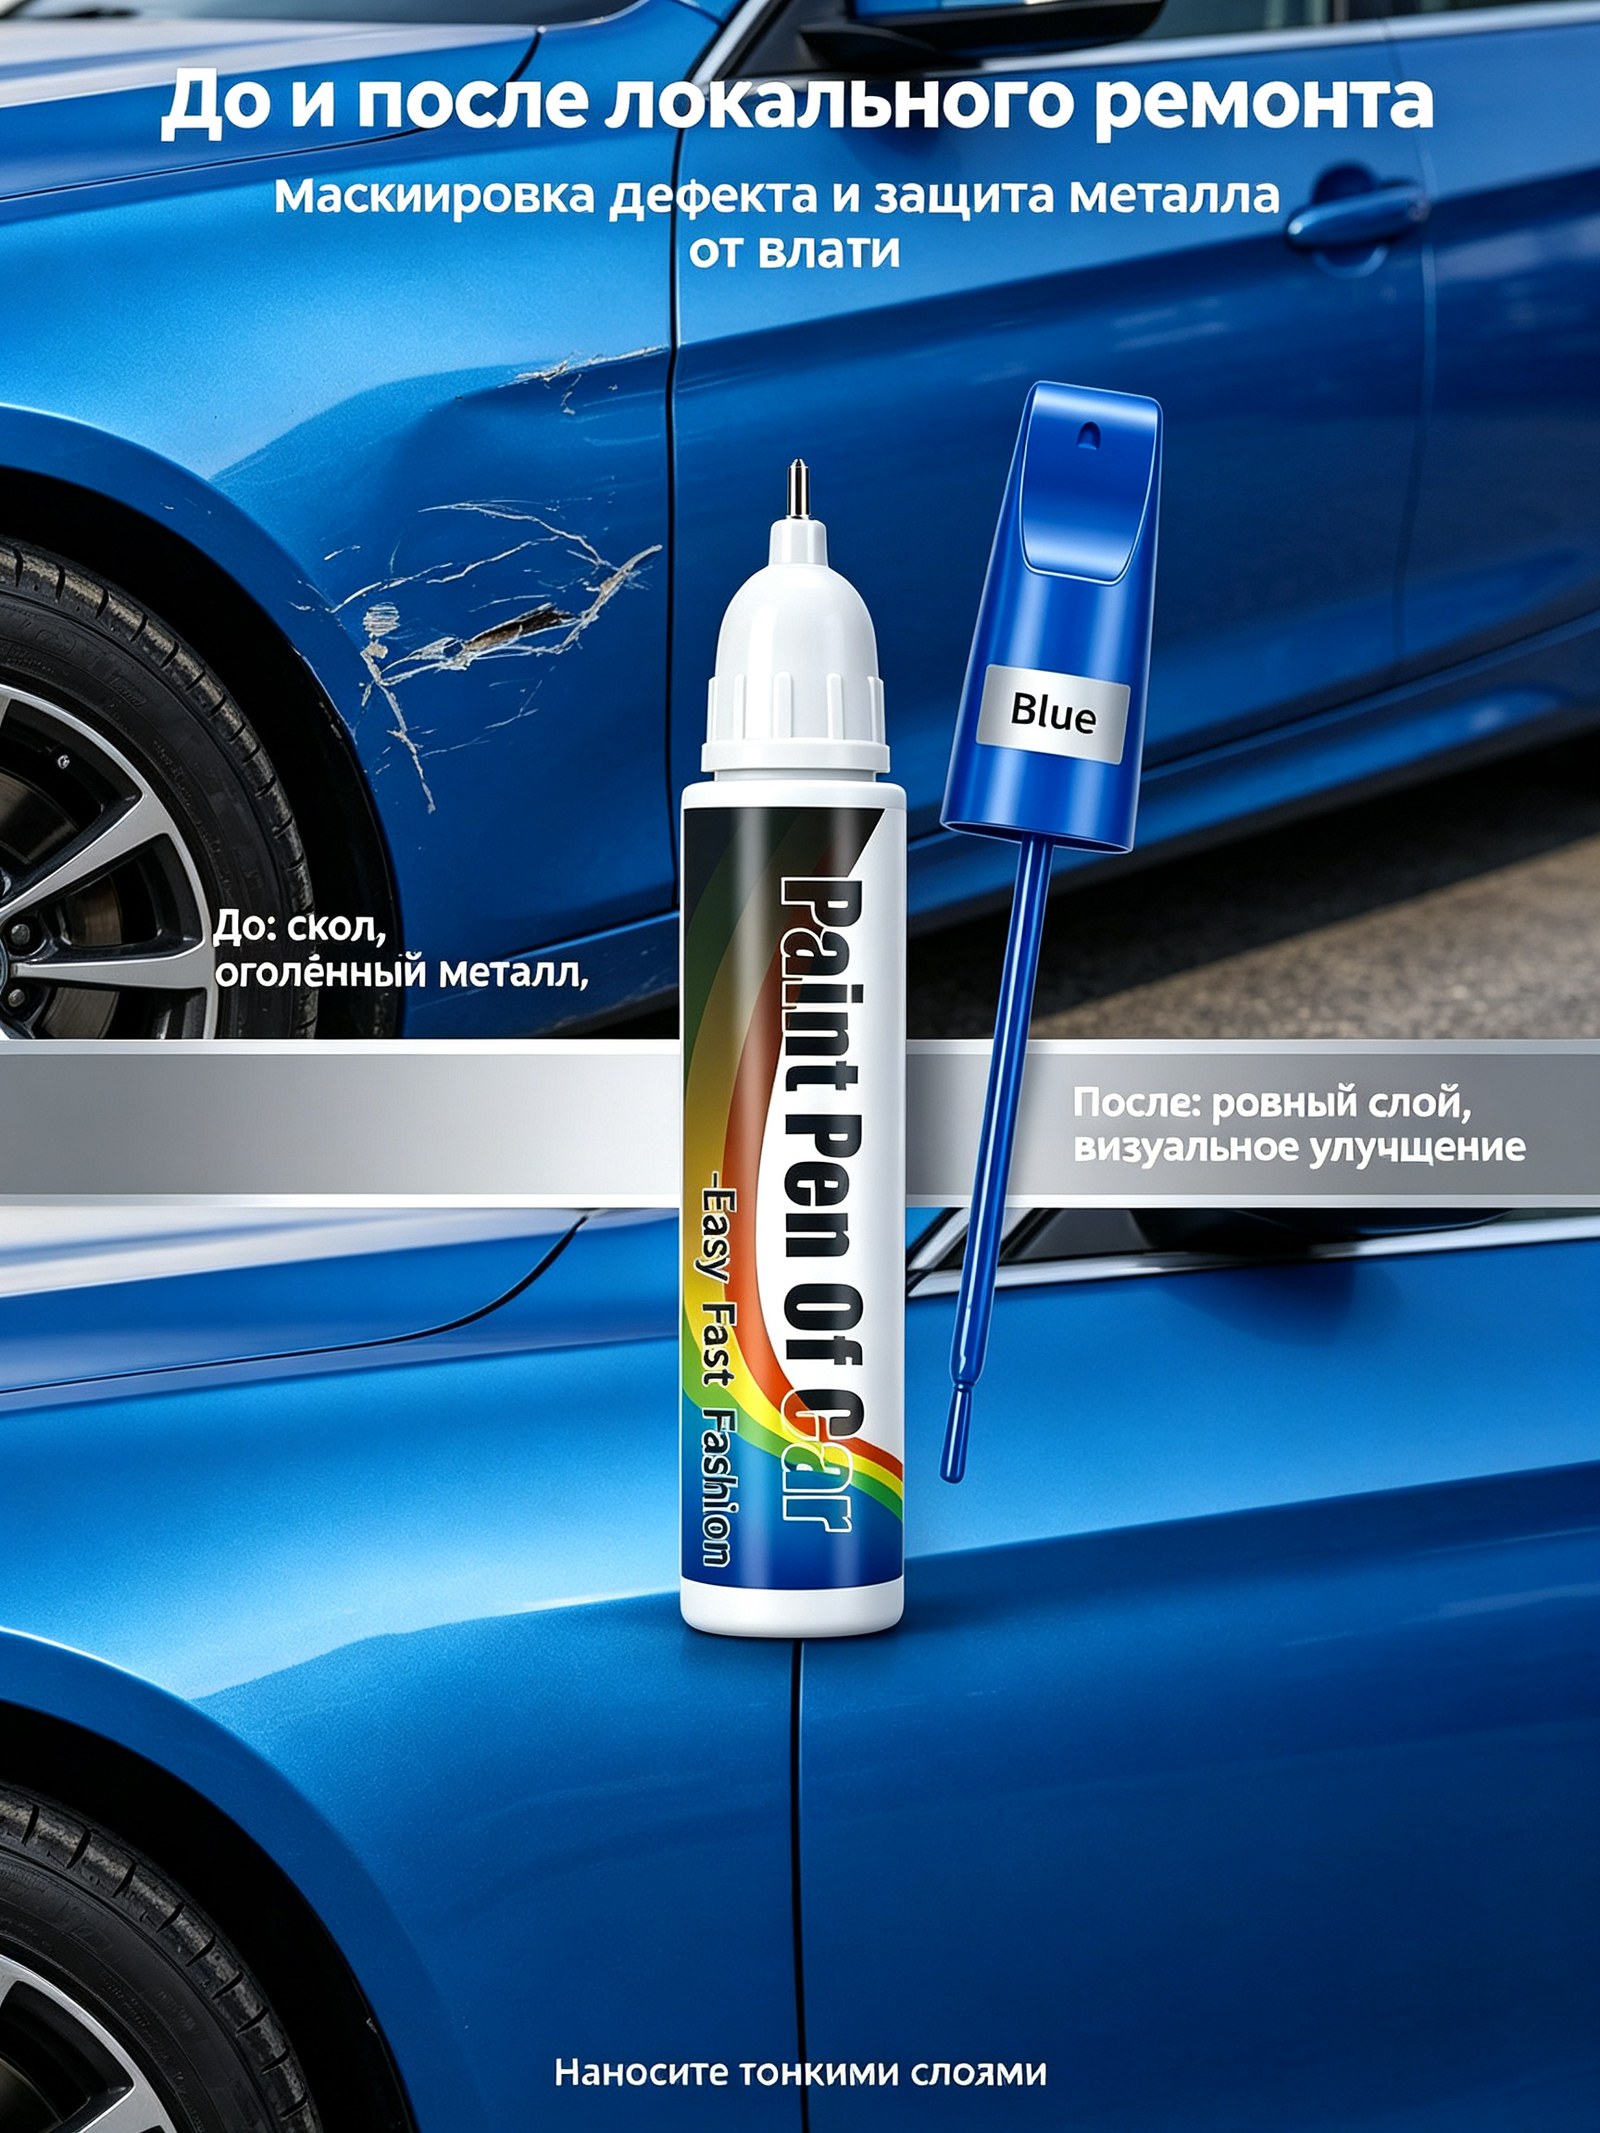 До и после локального ремонта
Маскиировка дефекта и защита металла
от влати
Blue
До: скол,
оголённый металл,
Paint Pen Of Car
-Easy Fast Fashion
После: ровный слой,
визуальное улучщение
Наносите тонкими слоями